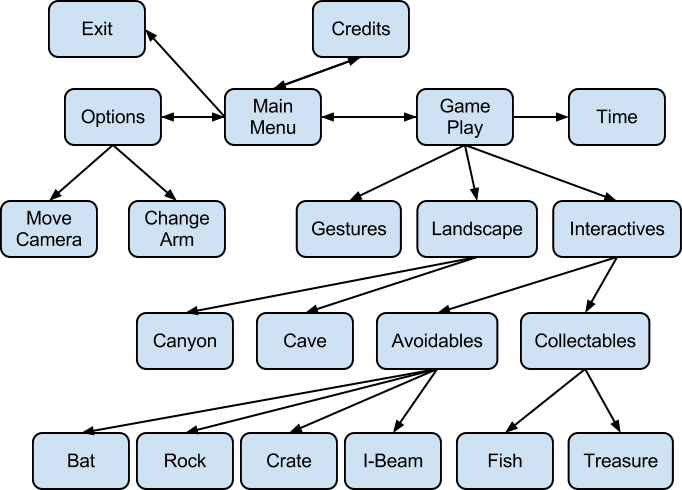 Exit
Credits
Options
Main
Menu
Game
Play
Time
Move
Camera
Change
Arm
Gestures
Landscape
Interactives
Canyon
Cave
Avoidables
Collectables
Bat
Rock
Crate
I-Beam
Fish
Treasure